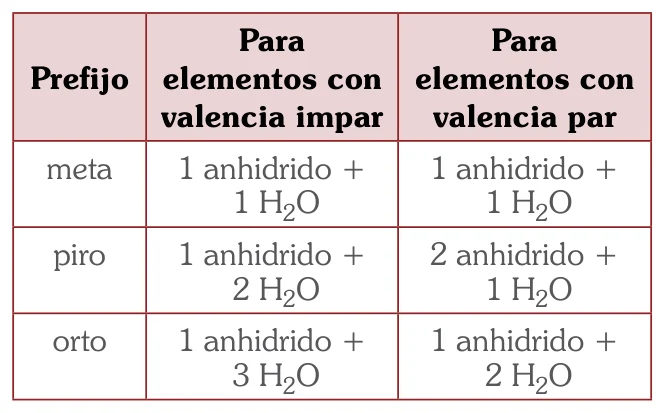 Prefijo
Para
elementos con
valencia impar
Para
elementos con
valencia par
meta
1 anhidrido +
1 H₂O
1 anhidrido +
1 H₂O
piro
1 anhidrido +
2 H₂O
2 anhidrido +
1 H₂O
orto
1 anhidrido +
3 H₂O
1 anhidrido +
2 H₂O